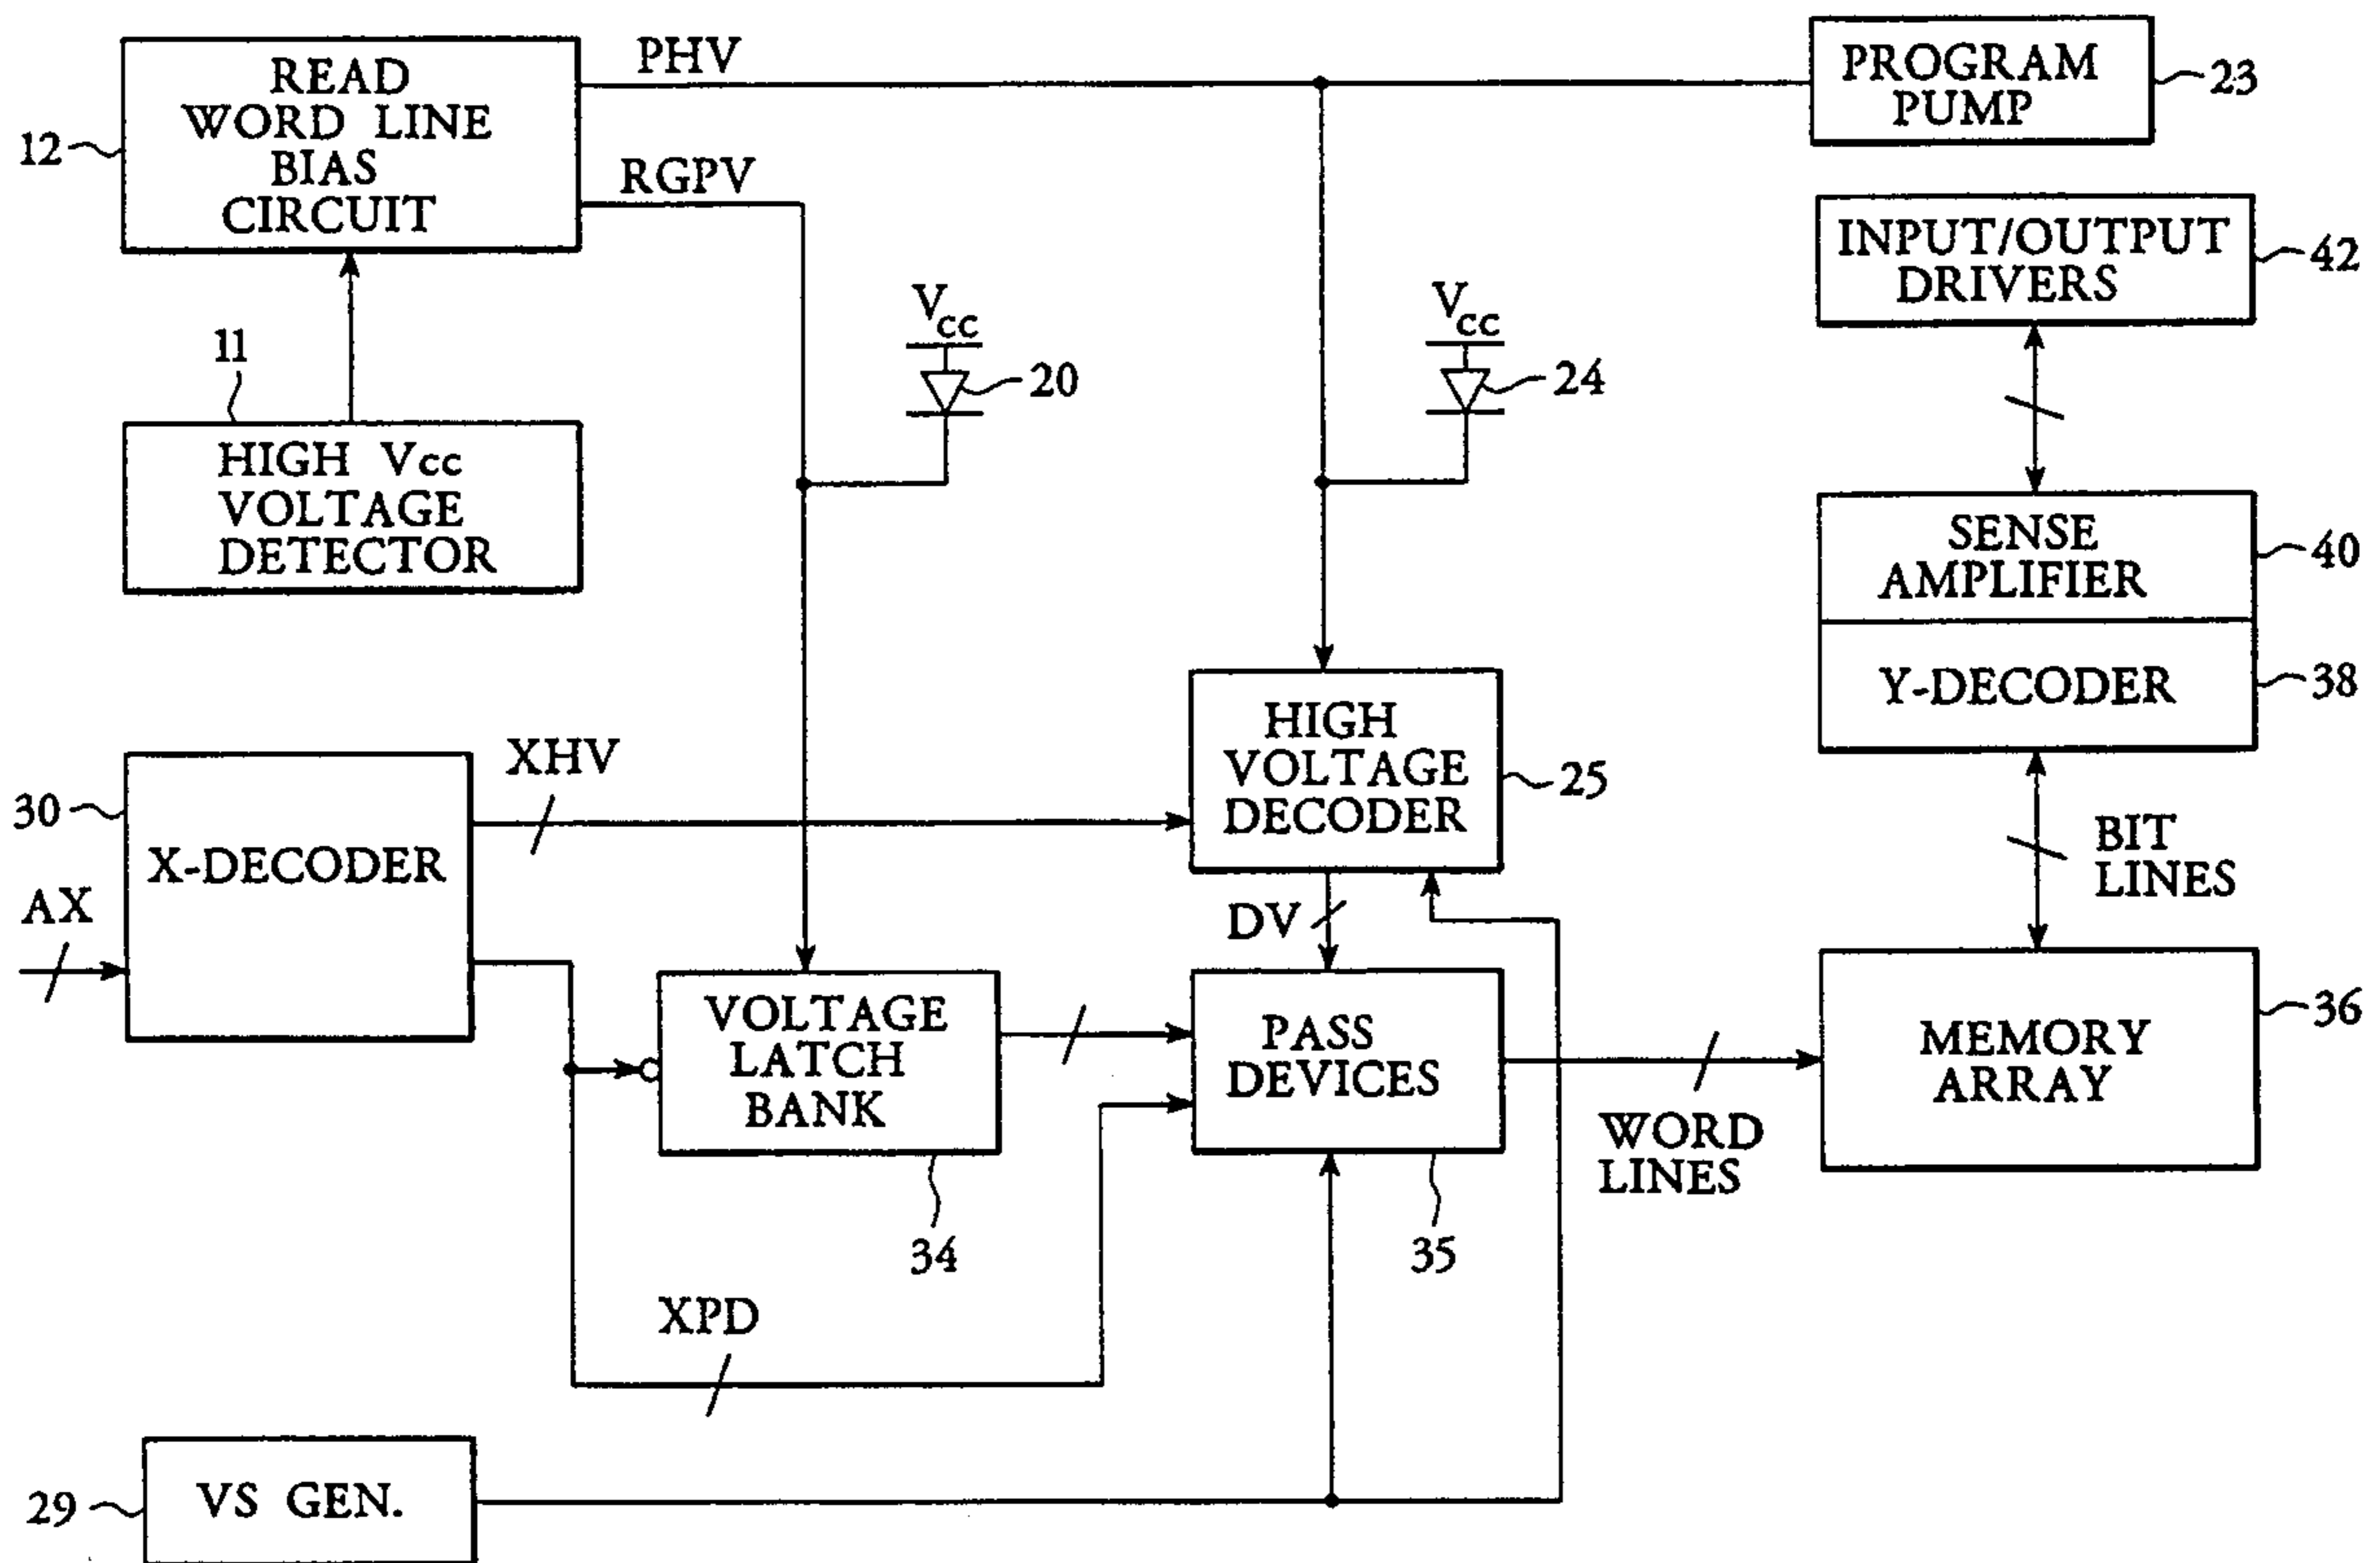 READ
WORD LINE
BIAS
CIRCUIT
12
PHV
RGPV
PROGRAM
PUMP
23
INPUT/OUTPUT
DRIVERS
42
11
HIGH Vcc
VOLTAGE
DETECTOR
Vcc
20
Vcc
24
SENSE
AMPLIFIER
40
Y-DECODER
38
HIGH
VOLTAGE
DECODER
25
XHV
30
X-DECODER
AX
BIT
LINES
DV
VOLTAGE
LATCH
BANK
34
PASS
DEVICES
35
WORD
LINES
MEMORY
ARRAY
36
XPD
VS GEN.
29